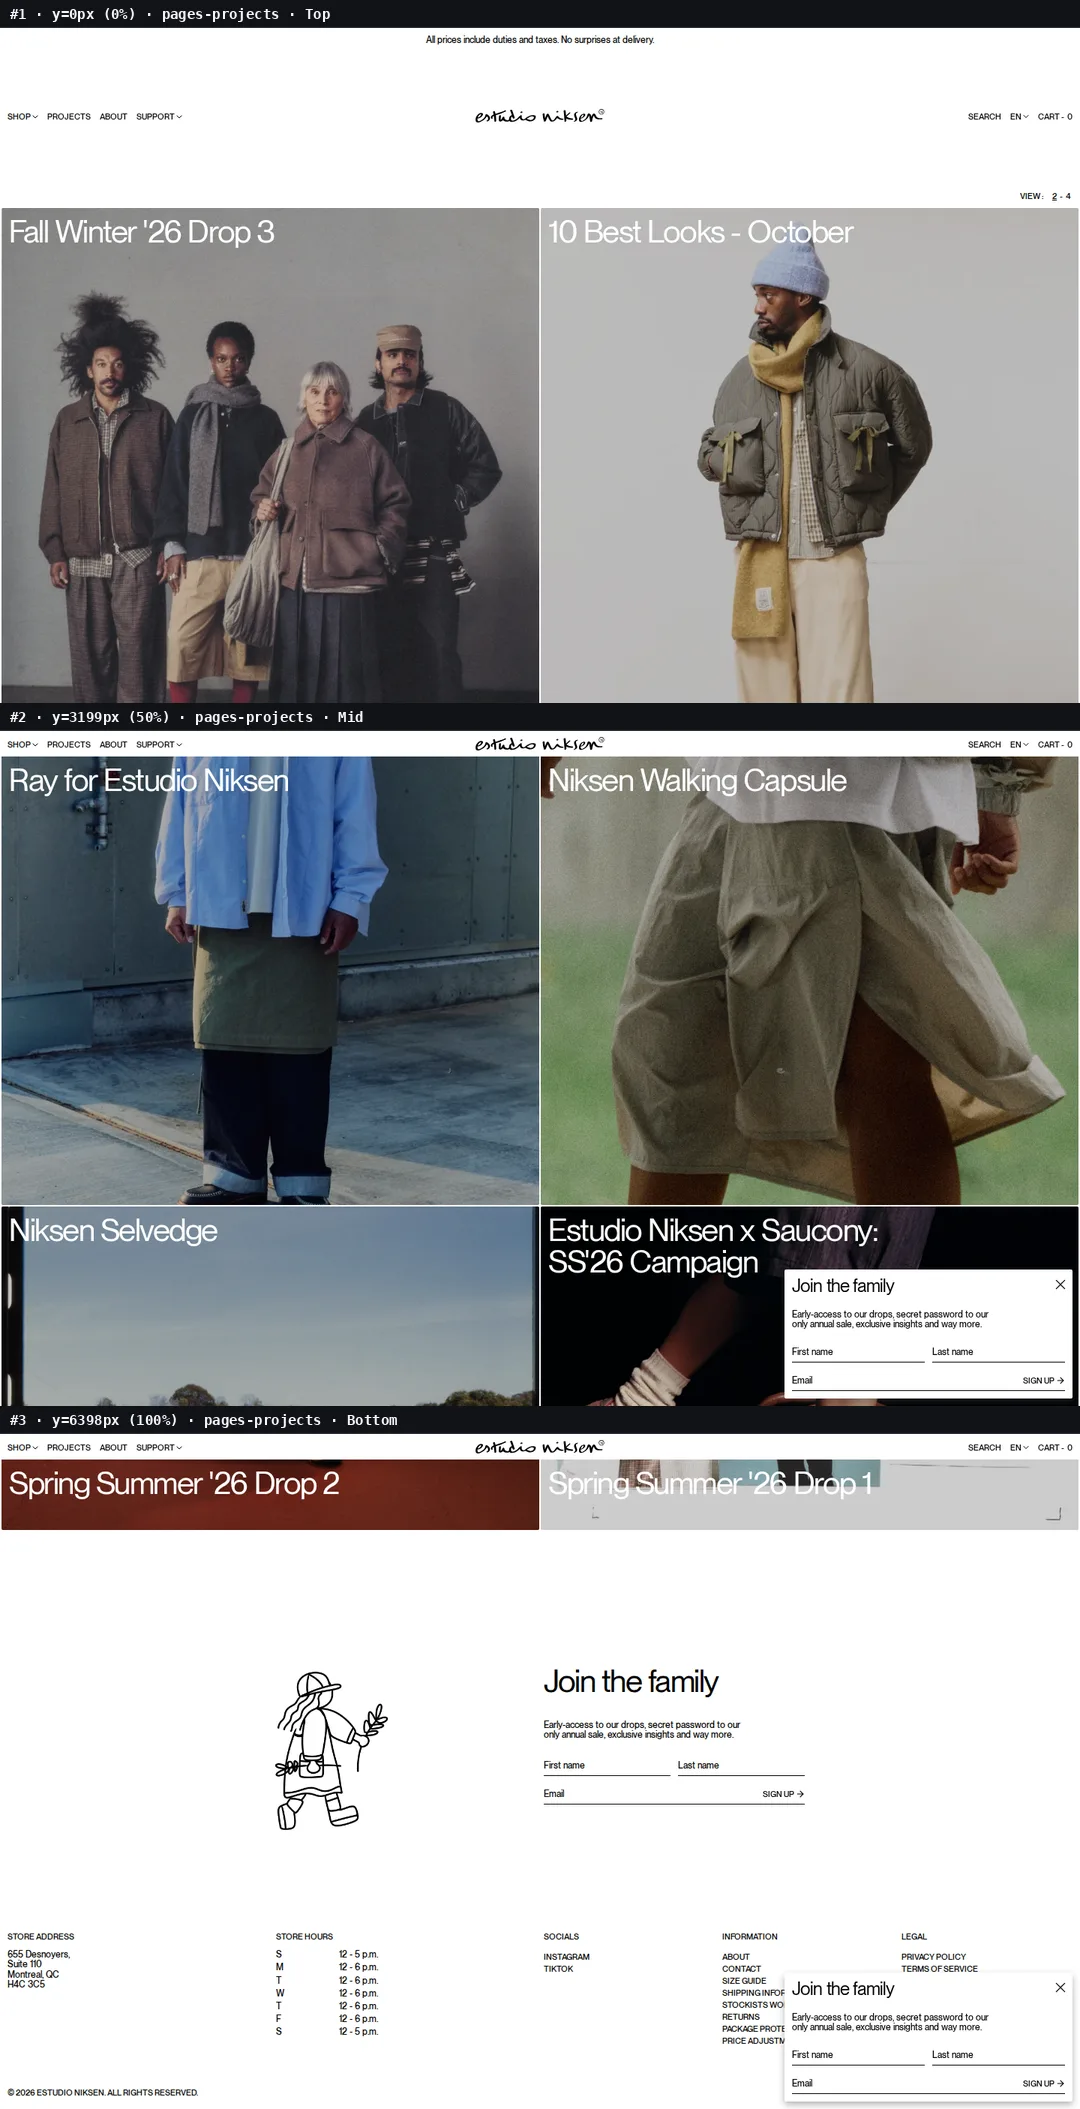 #1 · y=0px (0%) · pages-projects · Top
All prices include duties and taxes. No surprises at delivery.
SHOP PROJECTS ABOUT SUPPORT
estudio niksen
SEARCH EN CART - 0
VIEW: 2 - 4
Fall Winter '26 Drop 3
10 Best Looks - October
#2 · y=3199px (50%) · pages-projects · Mid
SHOP PROJECTS ABOUT SUPPORT
estudio niksen
SEARCH EN CART - 0
Ray for Estudio Niksen
Niksen Walking Capsule
Niksen Selvedge
Estudio Niksen x Saucony:
SS'26 Campaign
Join the family
Early-access to our drops, secret password to our
only annual sale, exclusive insights and way more.
First name
Last name
Email
SIGN UP →
#3 · y=6398px (100%) · pages-projects · Bottom
SHOP PROJECTS ABOUT SUPPORT
estudio niksen
SEARCH EN CART - 0
Spring Summer '26 Drop 2
Spring Summer '26 Drop 1
Join the family
Early-access to our drops, secret password to our
only annual sale, exclusive insights and way more.
First name
Last name
Email
SIGN UP →
STORE ADDRESS
655 Desnoyers,
Suite 110
Montreal, QC
H4C 3C5
STORE HOURS
S 12 - 5 p.m.
M 12 - 6 p.m.
T 12 - 6 p.m.
W 12 - 6 p.m.
T 12 - 6 p.m.
F 12 - 6 p.m.
S 12 - 5 p.m.
SOCIALS
INSTAGRAM
TIKTOK
INFORMATION
ABOUT
CONTACT
SIZE GUIDE
SHIPPING INFOR
STOCKISTS WO
RETURNS
PACKAGE PROTE
PRICE ADJUSTM
LEGAL
PRIVACY POLICY
TERMS OF SERVICE
Join the family
Early-access to our drops, secret password to our
only annual sale, exclusive insights and way more.
First name
Last name
Email
SIGN UP →
© 2026 ESTUDIO NIKSEN. ALL RIGHTS RESERVED.